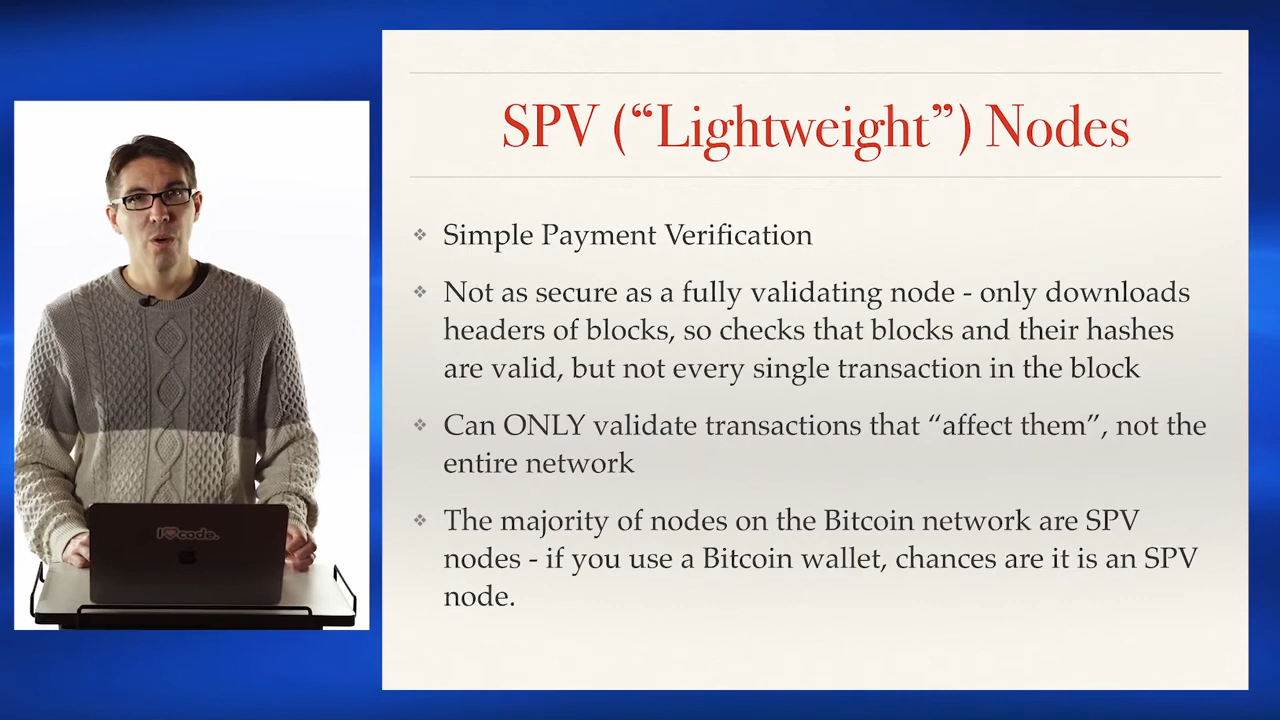 SPV (“Lightweight”) Nodes
Simple Payment Verification
Not as secure as a fully validating node - only downloads
headers of blocks, so checks that blocks and their hashes
are valid, but not every single transaction in the block
Can ONLY validate transactions that “affect them”, not the
entire network
The majority of nodes on the Bitcoin network are SPV
nodes - if you use a Bitcoin wallet, chances are it is an SPV
node.
I code.